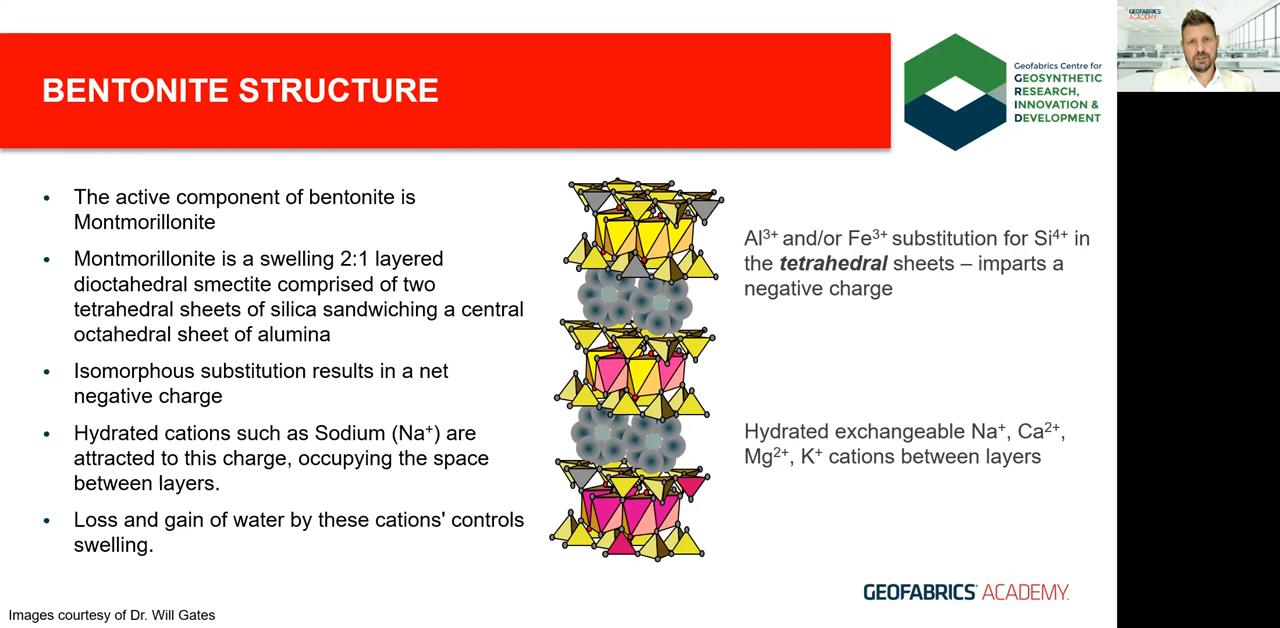 BENTONITE STRUCTURE
Geofabrics Centre for
GEOSYNTHETIC
RESEARCH,
INNOVATION &
DEVELOPMENT
GEOFABRICS
ACADEMY
• The active component of bentonite is
Montmorillonite
• Montmorillonite is a swelling 2:1 layered
dioctahedral smectite comprised of two
tetrahedral sheets of silica sandwiching a central
octahedral sheet of alumina
• Isomorphous substitution results in a net
negative charge
• Hydrated cations such as Sodium (Na⁺) are
attracted to this charge, occupying the space
between layers.
• Loss and gain of water by these cations' controls
swelling.
Al³⁺ and/or Fe³⁺ substitution for Si⁴⁺ in
the tetrahedral sheets – imparts a
negative charge
Hydrated exchangeable Na⁺, Ca²⁺,
Mg²⁺, K⁺ cations between layers
GEOFABRICS ACADEMY
Images courtesy of Dr. Will Gates